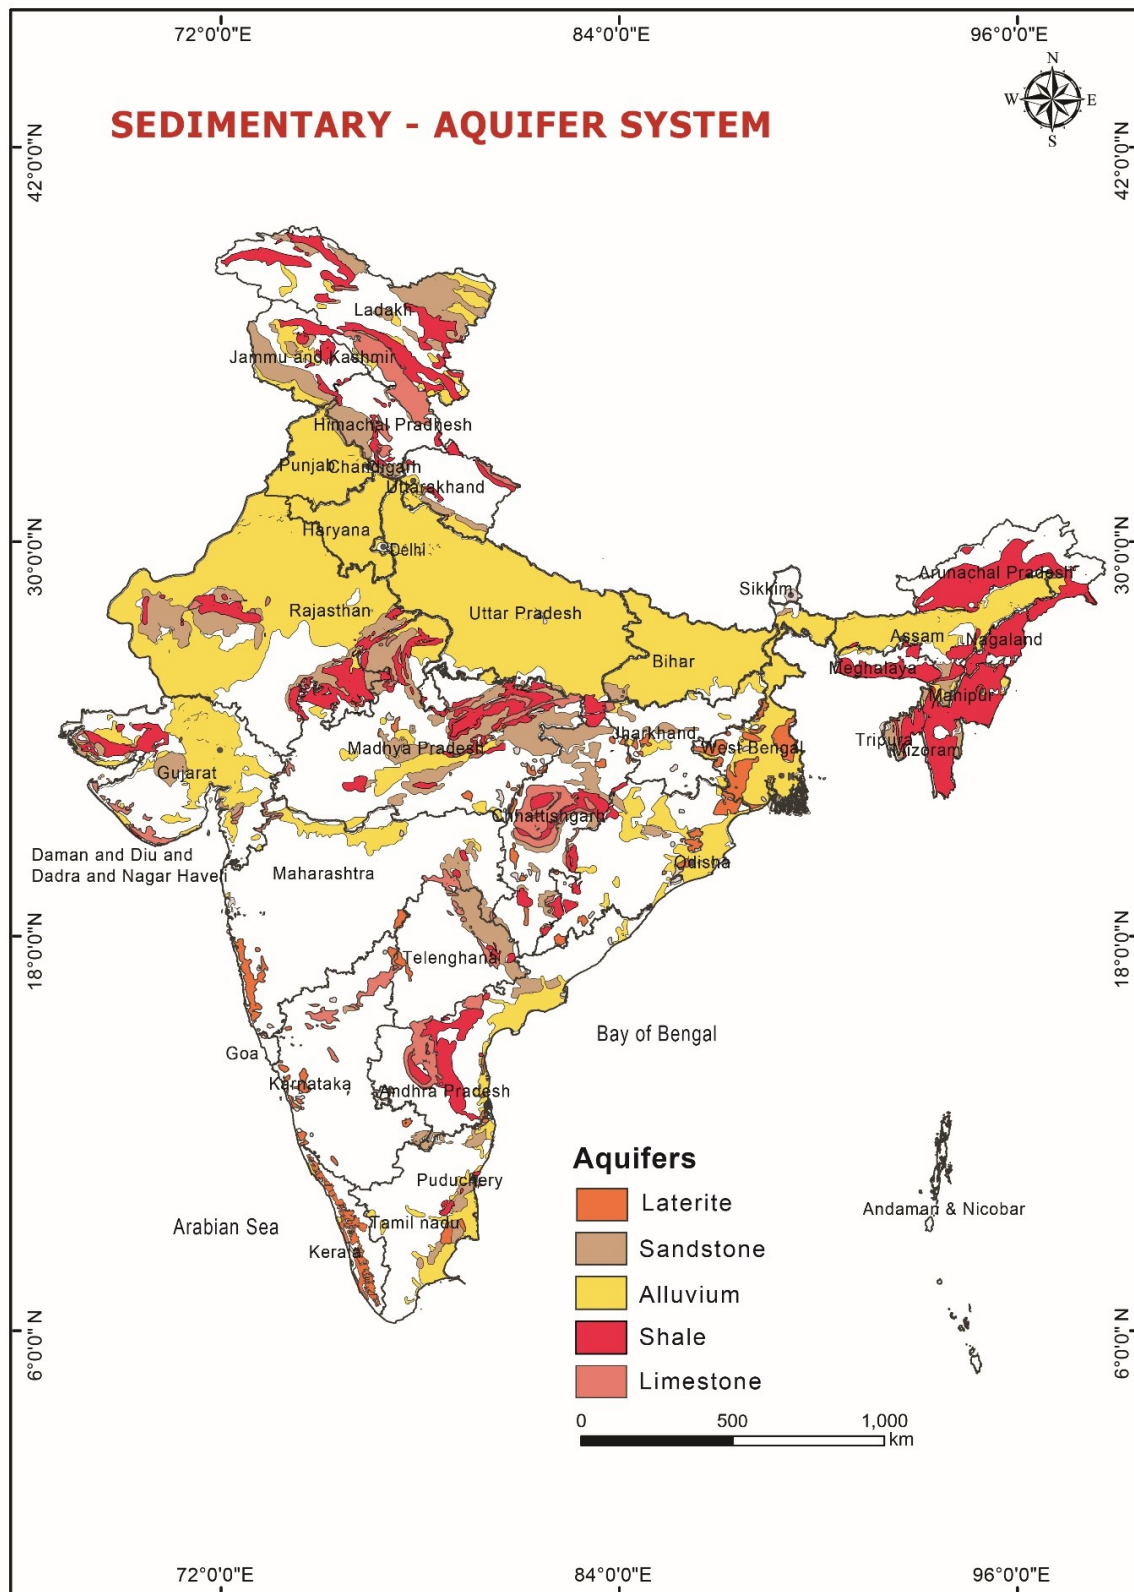 72°0'0"E
84°0'0"E
96°0'0"E
N
W
E
S
SEDIMENTARY - AQUIFER SYSTEM
42°0'0"N
42°0'0"N
Ladakh
Jammu and Kashmir
Himachal Pradhesh
Punjab
Chandigarh
Uttarakhand
Haryana
Delhi
30°0'0"N
30°0'0"N
Sikkim
Arunachal Pradesh
Rajasthan
Uttar Pradesh
Assam
Nagaland
Bihar
Meghalaya
Manipur
Jharkhand
Tripura
Mizoram
Madhya Pradesh
West Bengal
Gujarat
Chhattishgarh
Daman and Diu and
Dadra and Nagar Haveli
Maharashtra
Odisha
18°0'0"N
18°0'0"N
Telenghana
Bay of Bengal
Goa
Karnataka
Andhra Pradesh
Aquifers
Puducherry
Laterite
Andaman & Nicobar
Arabian Sea
Tamil nadu
Kerala
Sandstone
Alluvium
6°0'0"N
6°0'0"N
Shale
Limestone
0
500
1,000
km
72°0'0"E
84°0'0"E
96°0'0"E